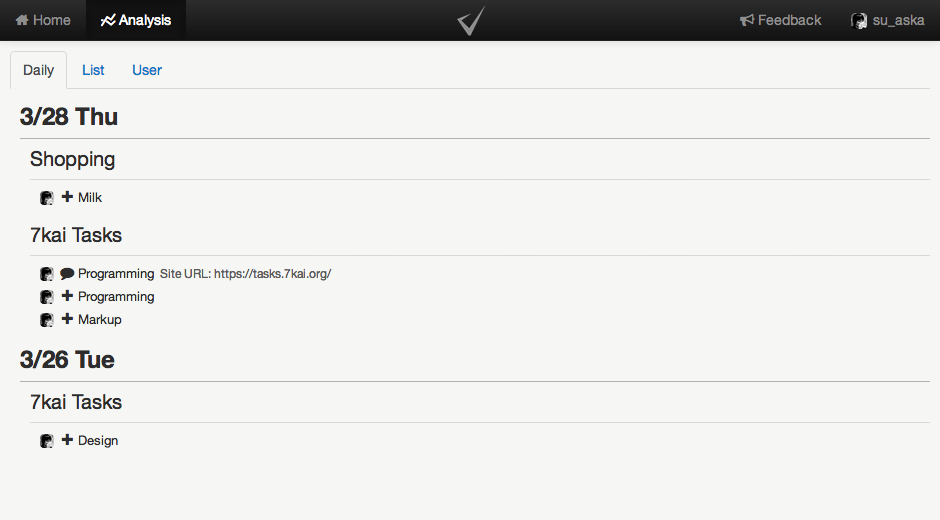 Home Analysis Feedback su_aska
Daily List User
3/28 Thu
Shopping
Milk
7kai Tasks
Programming Site URL: https://tasks.7kai.org/
Programming
Markup
3/26 Tue
7kai Tasks
Design